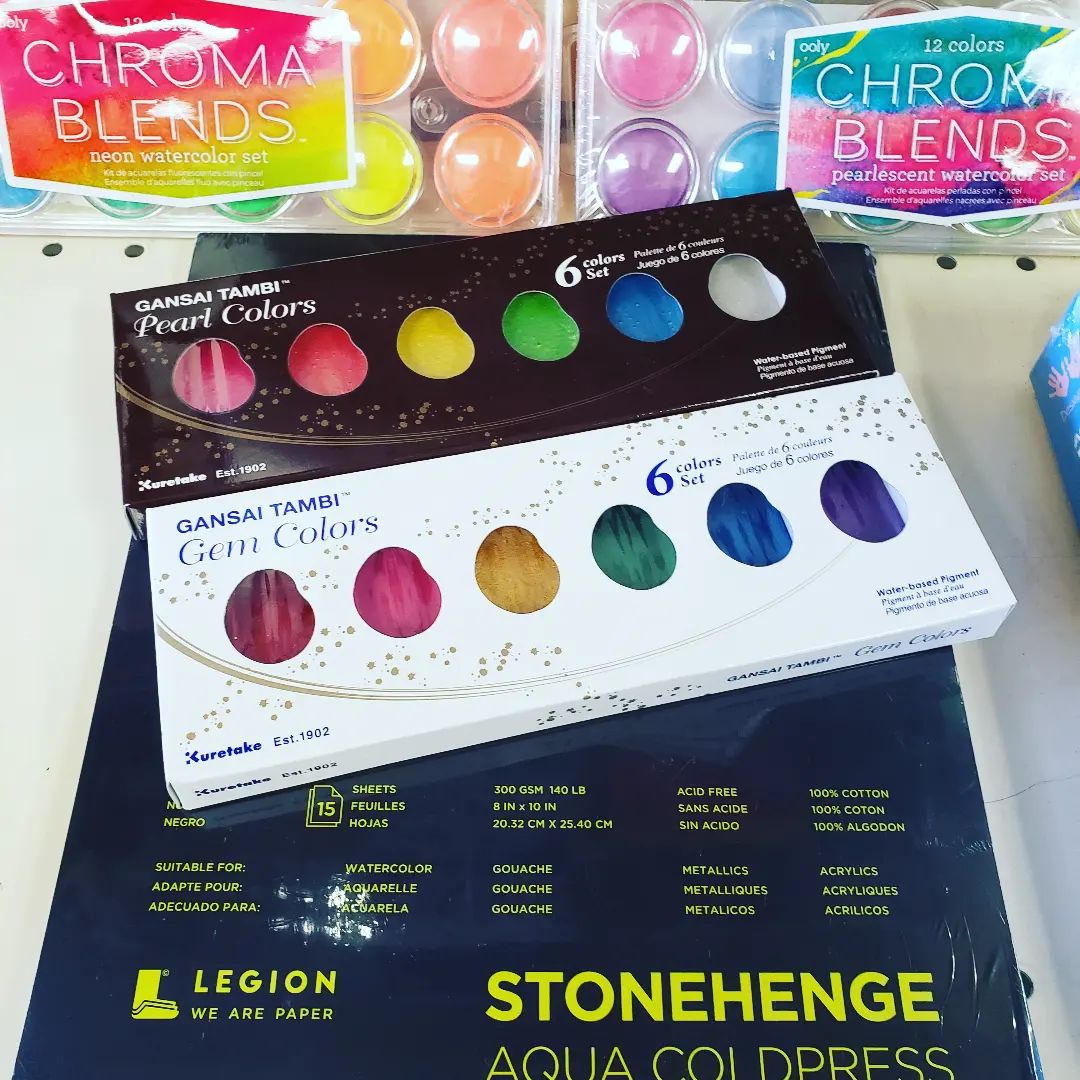 ooly
12 colors
CHROMA
BLENDS™
neon watercolor set
Kit de acuarelas fluorescentes con pincel
Ensemble d'aquarelles fluo avec pinceau
ooly
12 colors
CHROMA
BLENDS™
pearlescent watercolor set
Kit de acuarelas perladas con pincel
Ensemble d'aquarelles nacrées avec pinceau
GANSAI TAMBI™
Pearl Colors
6 colors Set
Palette de 6 couleurs
Juego de 6 colores
Water-based Pigment
Pigment à base d'eau
Pigmento de base acuosa
Kuretake Est.1902
GANSAI TAMBI™
Gem Colors
6 colors Set
Palette de 6 couleurs
Juego de 6 colores
Water-based Pigment
Pigment à base d'eau
Pigmento de base acuosa
Kuretake Est.1902
GANSAI TAMBI™ Gem Colors
Kuretake Est.1902
NEGRO
15
SHEETS
FEUILLES
HOJAS
300 GSM 140 LB
8 IN x 10 IN
20.32 CM X 25.40 CM
ACID FREE
SANS ACIDE
SIN ACIDO
100% COTTON
100% COTON
100% ALGODON
SUITABLE FOR: WATERCOLOR GOUACHE METALLICS ACRYLICS
ADAPTE POUR: AQUARELLE GOUACHE METALLIQUES ACRYLIQUES
ADECUADO PARA: ACUARELA GOUACHE METALICOS ACRILICOS
LEGION
WE ARE PAPER
STONEHENGE
AQUA COLDPRESS